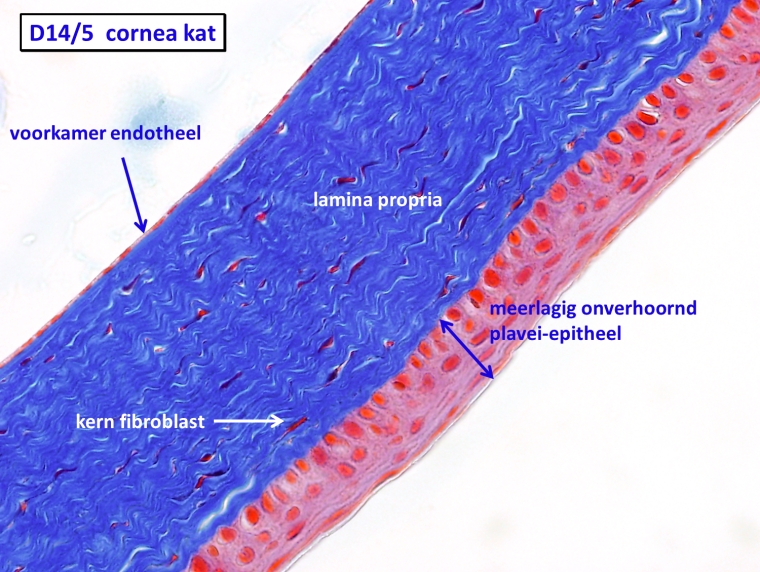 D14/5 cornea kat
voorkamer endotheel
lamina propria
meerlagig onverhoornd
plavei-epitheel
kern fibroblast